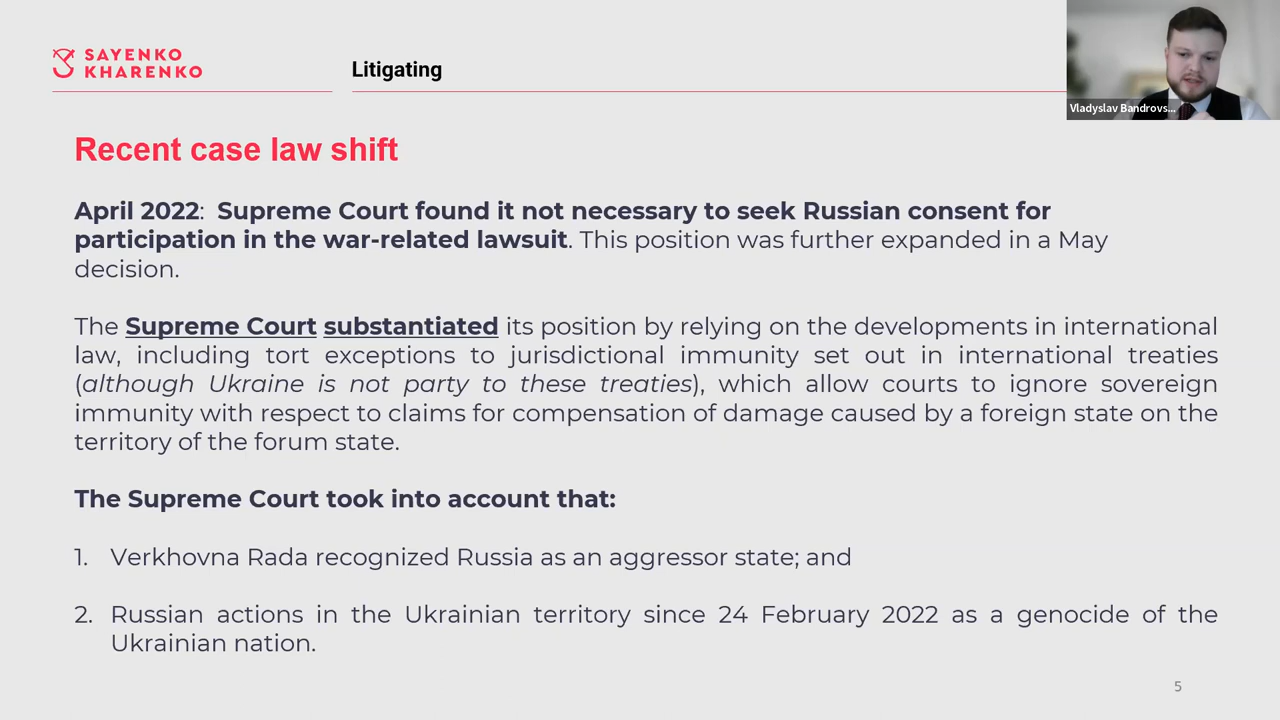 SAYENKO
KHARENKO
Litigating
Vladyslav Bandrovs...
Recent case law shift
April 2022: Supreme Court found it not necessary to seek Russian consent for
participation in the war-related lawsuit. This position was further expanded in a May
decision.
The Supreme Court substantiated its position by relying on the developments in international
law, including tort exceptions to jurisdictional immunity set out in international treaties
(although Ukraine is not party to these treaties), which allow courts to ignore sovereign
immunity with respect to claims for compensation of damage caused by a foreign state on the
territory of the forum state.
The Supreme Court took into account that:
1. Verkhovna Rada recognized Russia as an aggressor state; and
2. Russian actions in the Ukrainian territory since 24 February 2022 as a genocide of the
Ukrainian nation.
5